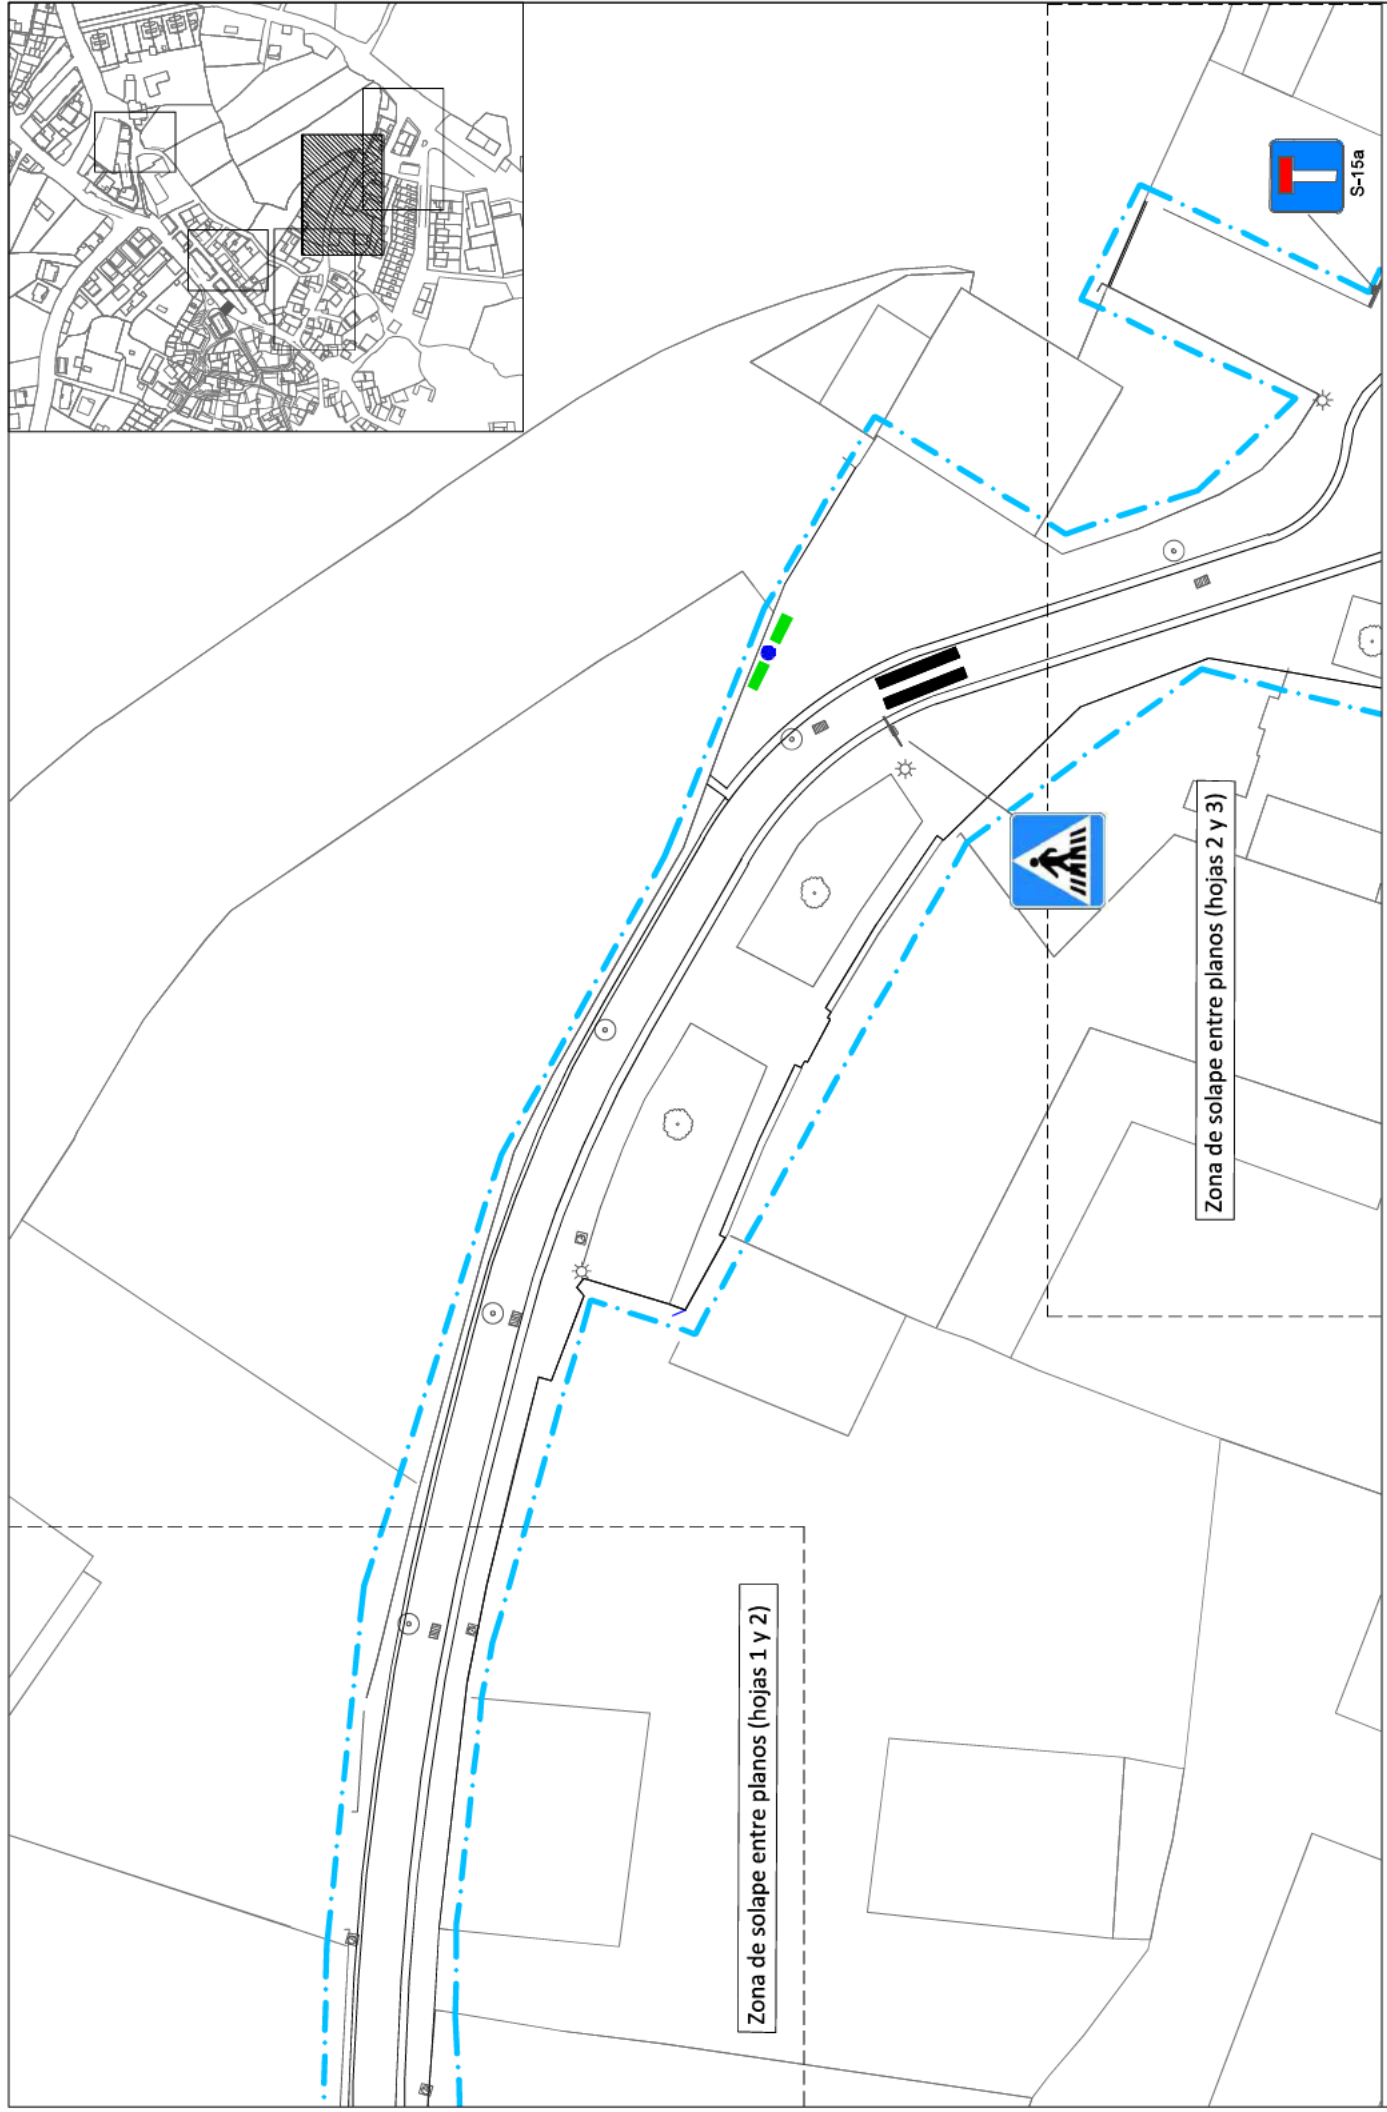 S-15a
Zona de solape entre planos (hojas 2 y 3)
Zona de solape entre planos (hojas 1 y 2)